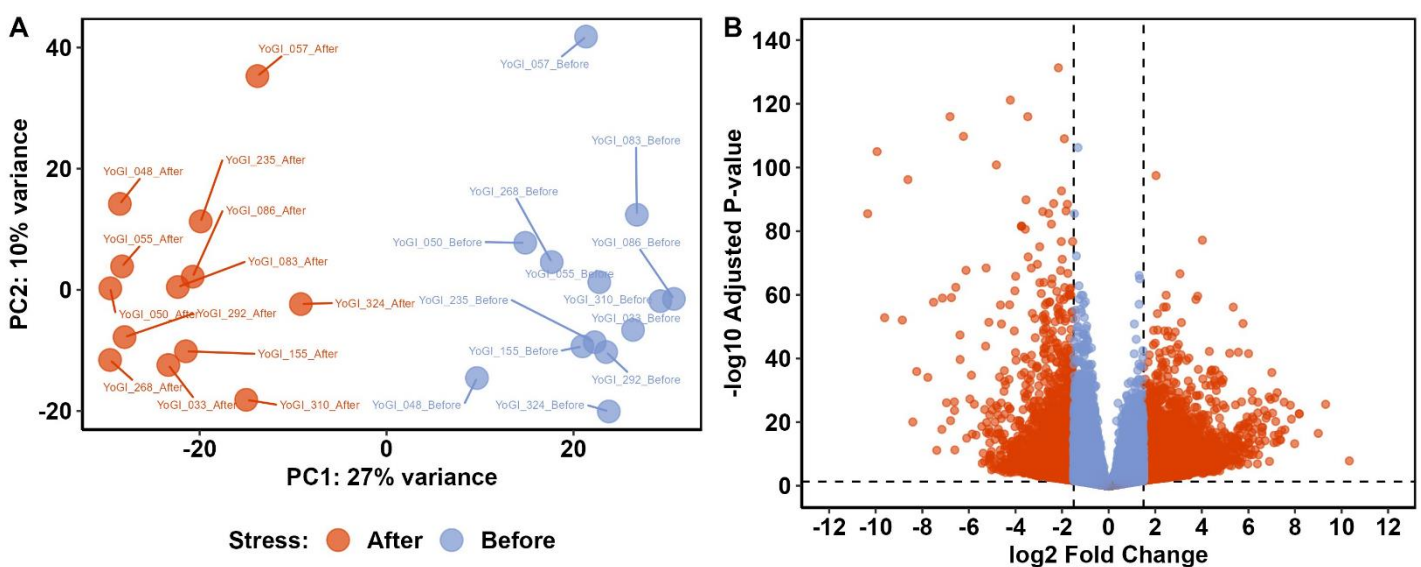 A
YoGI_057_After
YoGI_057_Before
YoGI_083_Before
YoGI_235_After
YoGI_048_After
YoGI_268_Before
YoGI_086_After
YoGI_055_After
YoGI_050_Before
YoGI_086_Before
YoGI_083_After
YoGI_055_Before
YoGI_324_After
YoGI_235_Before
YoGI_310_Before
YoGI_050_After
YoGI_292_After
YoGI_033_Before
YoGI_155_After
YoGI_155_Before
YoGI_268_After
YoGI_292_Before
YoGI_033_After
YoGI_310_After
YoGI_048_Before
YoGI_324_Before
PC2: 10% variance
40
20
0
-20
-20 0 20
PC1: 27% variance
Stress: After Before
B
-log10 Adjusted P-value
140
120
100
80
60
40
20
0
-12 -10 -8 -6 -4 -2 0 2 4 6 8 10 12
log2 Fold Change